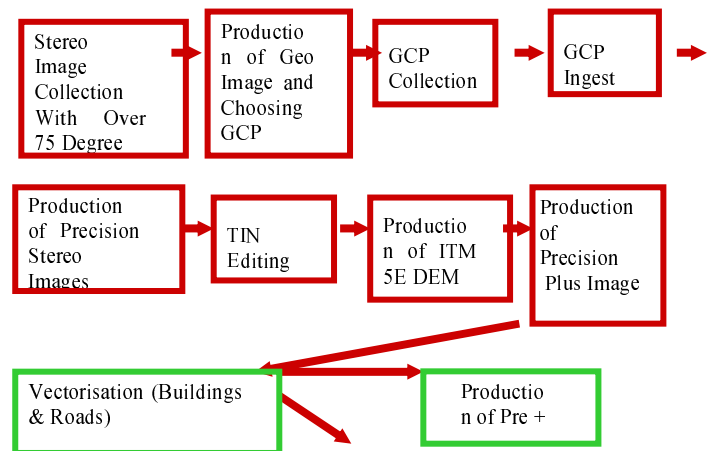 Stereo
Image
Collection
With Over
75 Degree
Productio
n of Geo
Image and
Choosing
GCP
GCP
Collection
GCP
Ingest
Production
of Precision
Stereo
Images
TIN
Editing
Productio
n of ITM
5E DEM
Production
of
Precision
Plus Image
Vectorisation (Buildings
& Roads)
Productio
n of Pre +